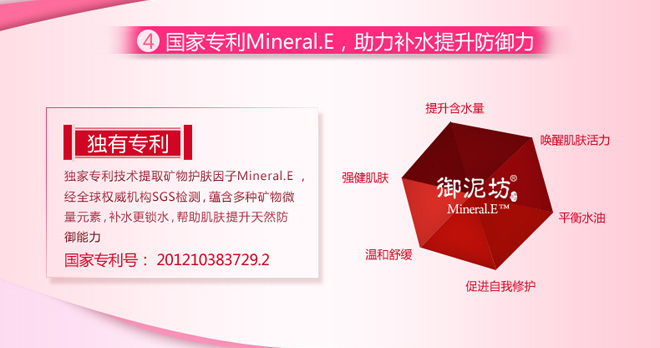 4 国家专利Mineral.E，助力补水提升防御力
独有专利
独家专利技术提取矿物护肤因子Mineral.E，
经全球权威机构SGS检测，蕴含多种矿物微
量元素，补水更锁水，帮助肌肤提升天然防
御能力
国家专利号：201210383729.2
提升含水量
唤醒肌肤活力
强健肌肤
御泥坊®
Mineral.E™
平衡水油
温和舒缓
促进自我修护